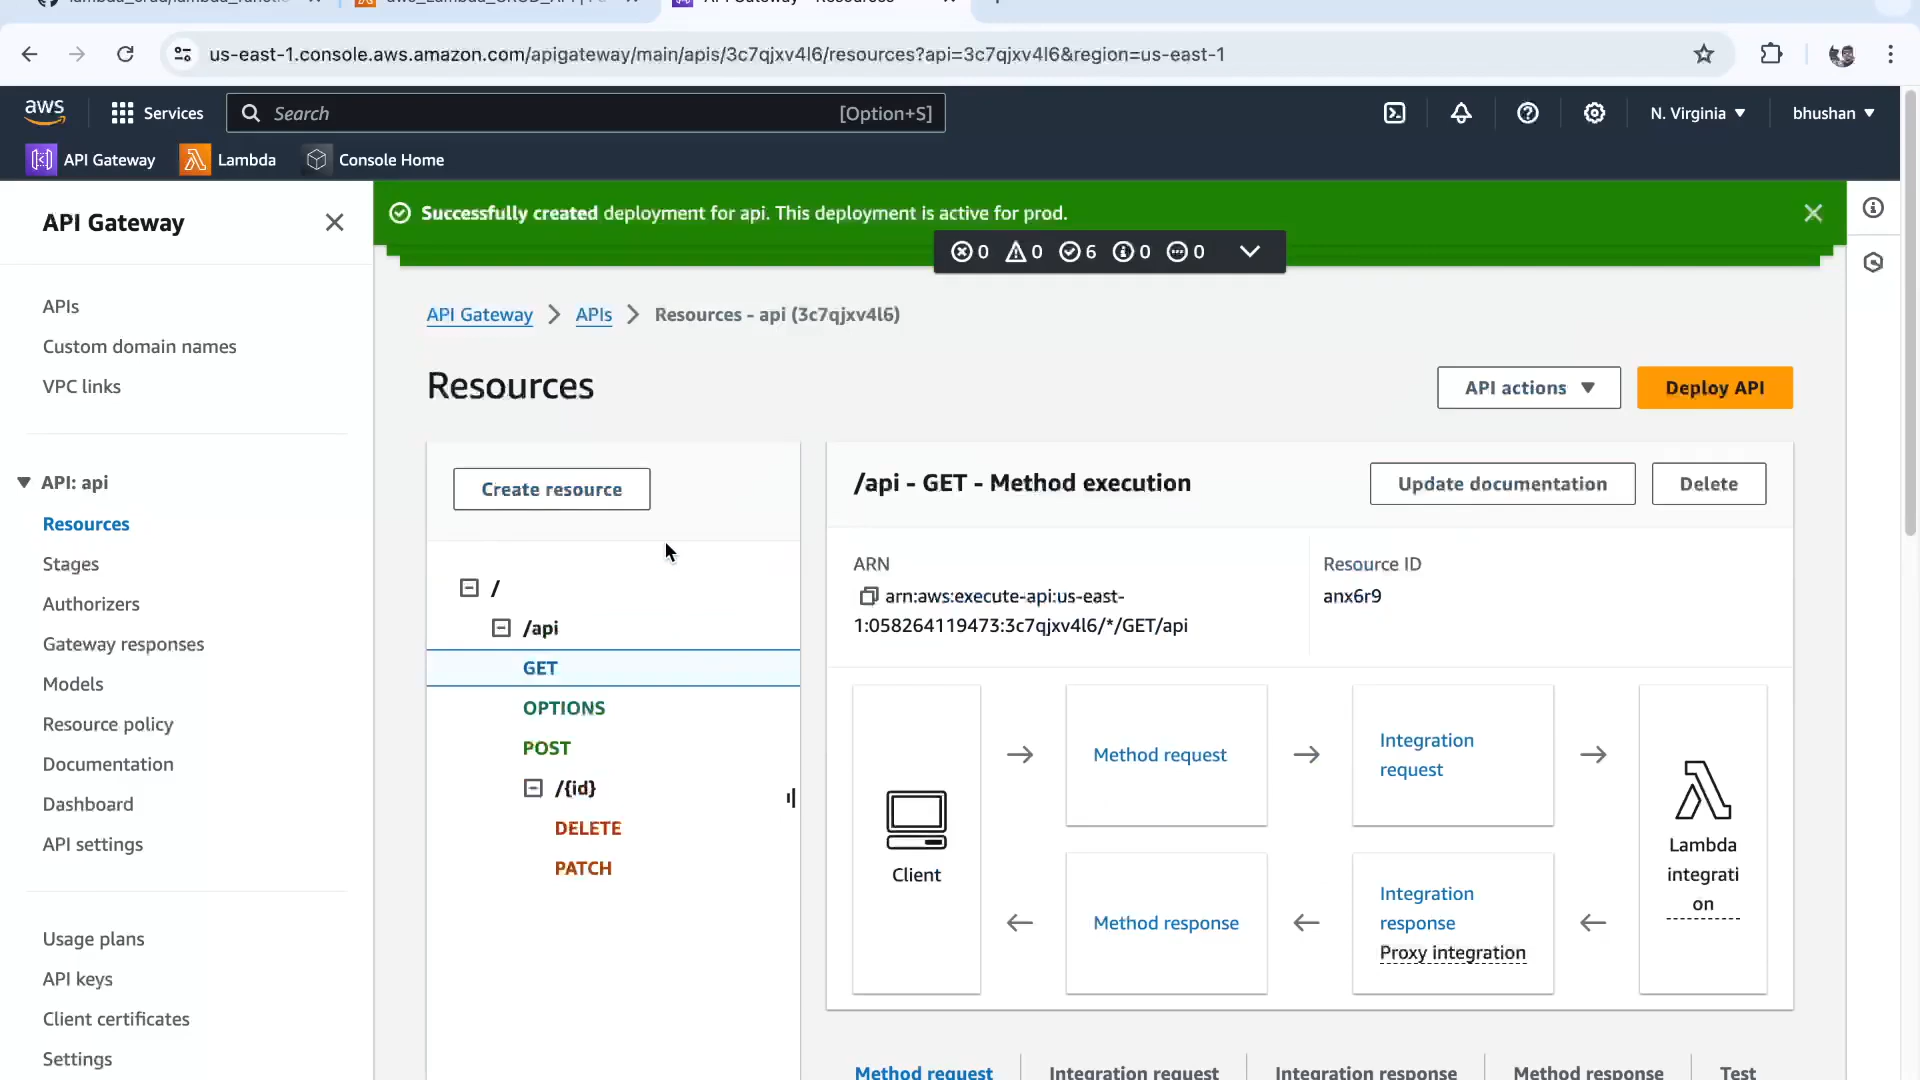 us-east-1.console.aws.amazon.com/apigateway/main/apis/3c7qjxv4l6/resources?api=3c7qjxv4l6&region=us-east-1
aws
Services
Search
[Option+S]
N. Virginia
bhushan
API Gateway
Lambda
Console Home
API Gateway
APIs
Custom domain names
VPC links
API: api
Resources
Stages
Authorizers
Gateway responses
Models
Resource policy
Documentation
Dashboard
API settings
Usage plans
API keys
Client certificates
Settings
Successfully created deployment for api. This deployment is active for prod.
0 0 6 0 0
API Gateway > APIs > Resources - api (3c7qjxv4l6)
Resources
API actions
Deploy API
Create resource
/
/api
GET
OPTIONS
POST
/{id}
DELETE
PATCH
/api - GET - Method execution
Update documentation
Delete
ARN
arn:aws:execute-api:us-east-
1:058264119473:3c7qjxv4l6/*/GET/api
Resource ID
anx6r9
Client
Method request
Integration
request
Lambda
integrati
on
Method response
Integration
response
Proxy integration
Method request
Integration request
Integration response
Method response
Test